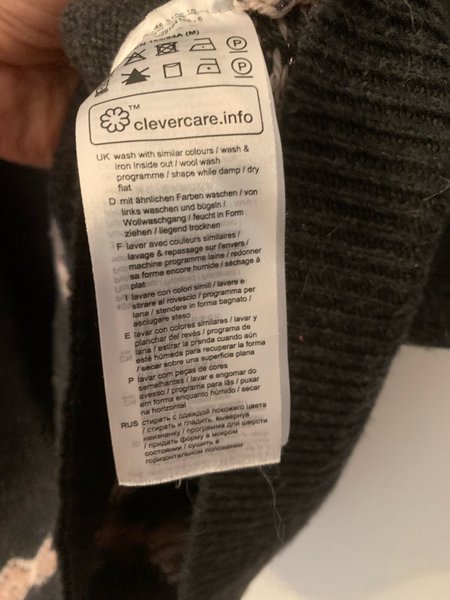 (M)
P
P
TM
clevercare.info
UK wash with similar colours / wash &
iron inside out / wool wash
programme / shape while damp / dry
flat
D mit ähnlichen Farben waschen / von
links waschen und bügeln /
Wollwaschgang / feucht in Form
ziehen / liegend trocknen
F laver avec couleurs similaires /
lavage & repassage sur l'envers /
machine programme laine / redonner
sa forme encore humide / séchage à
plat
I lavare con colori simili / lavare e
stirare al rovescio / programma per
lana / stendere in forma bagnato /
asciugare steso
E lavar con colores similares / lavar y
planchar del revés / programa de
lana / estirar la prenda cuando aún
esté húmeda para recuperar la forma
/ secar sobre una superficie plana
P lavar com peças de cores
semelhantes / lavar e engomar do
avesso / programa para lãs / puxar
em forma enquanto húmido / secar
na horizontal
RUS стирать с одеждой похожего цвета
/ стирать и гладить, вывернув
наизнанку / программа для шерсти
/ придать форму в мокром
состоянии / сушить в
горизонтальном положении